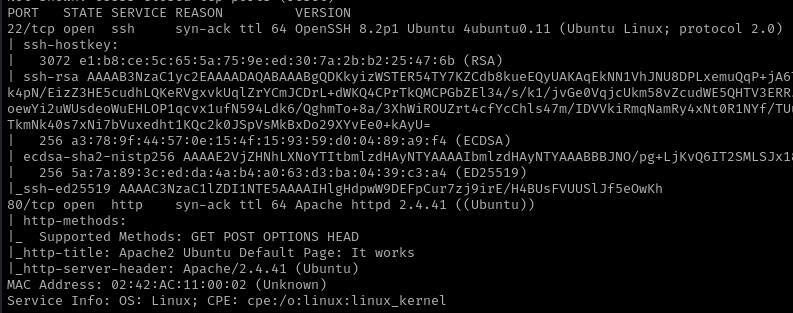 PORT   STATE SERVICE REASON         VERSION
22/tcp open  ssh     syn-ack ttl 64 OpenSSH 8.2p1 Ubuntu 4ubuntu0.11 (Ubuntu Linux; protocol 2.0)
| ssh-hostkey:
|   3072 e1:b8:ce:5c:65:5a:75:9e:ed:30:7a:2b:b2:25:47:6b (RSA)
| ssh-rsa AAAAB3NzaC1yc2EAAAADAQABAAABgQDKkyizWSTER54TY7KZCdb8kueEQyUAKAqEkNN1VhJNU8DPLxemuQqP+jA6
k4pN/EizZ3HE5cudhLQKeRVgxvkUqlZrYCmJCDrL+dWKQ4CPrTkQMCPGbZEl34/s/k1/jvGe0VqjcUkm58vZcudWE5QHTV3ERR
oewYi2uWUsdeoWuEHLOP1qcvx1ufN594Ldk6/QghmTo+8a/3XhWiROUZrt4cfYcChls47m/IDVVkiRmqNamRy4xNt0R1NYf/TU
TkmNk40s7xNi7bVuxedht1KQc2k0JSpVsMkBxDo29XYvEe0+kAyU=
|   256 a3:78:9f:44:57:0e:15:4f:15:93:59:d0:04:89:a9:f4 (ECDSA)
| ecdsa-sha2-nistp256 AAAAE2VjZHNhLXNoYTItbmlzdHAyNTYAAAAIbmlzdHAyNTYAAABBBJNO/pg+LjKvQ6IT2SMLSJx18
|   256 5a:7a:89:3c:ed:da:4a:b4:a0:63:d3:ba:04:39:c3:a4 (ED25519)
|_ssh-ed25519 AAAAC3NzaC1lZDI1NTE5AAAAIHlgHdpwW9DEFpCur7zj9irE/H4BUsFVUUSlJf5eOwKh
80/tcp open  http    syn-ack ttl 64 Apache httpd 2.4.41 ((Ubuntu))
| http-methods:
|_  Supported Methods: GET POST OPTIONS HEAD
|_http-title: Apache2 Ubuntu Default Page: It works
|_http-server-header: Apache/2.4.41 (Ubuntu)
MAC Address: 02:42:AC:11:00:02 (Unknown)
Service Info: OS: Linux; CPE: cpe:/o:linux:linux_kernel